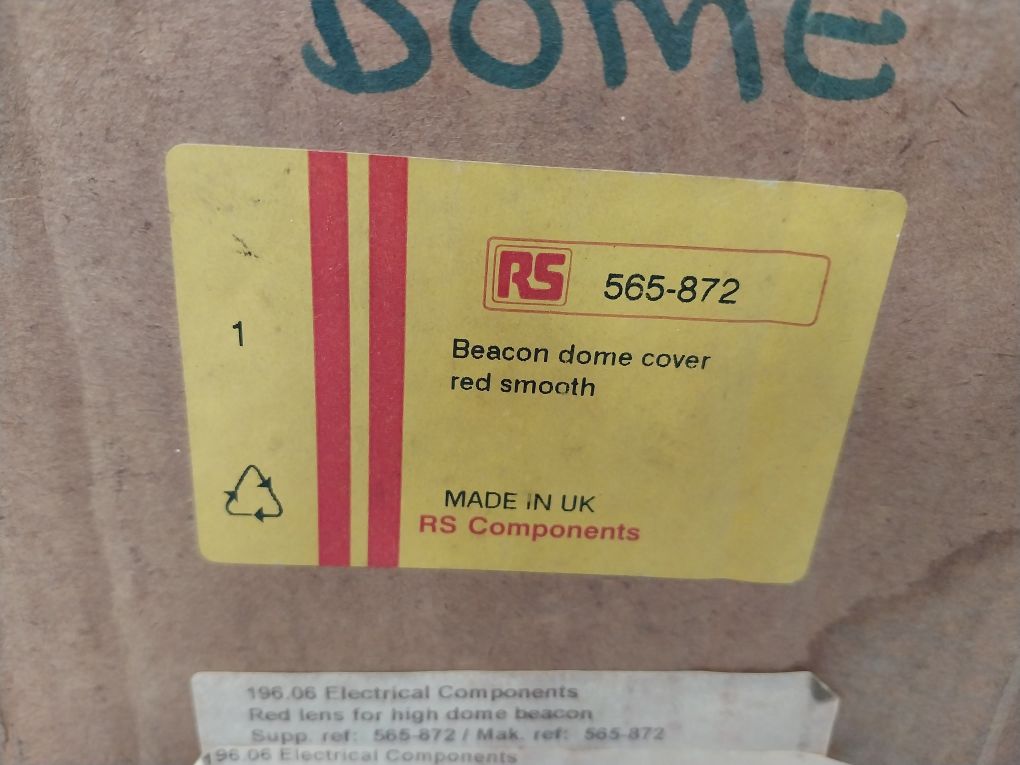 DOME
1
RS 565-872
Beacon dome cover
red smooth
MADE IN UK
RS Components
196.06 Electrical Components
Red lens for high dome beacon
Supp. ref: 565-872 / Mak. ref: 565-872
196.06 Electrical Components